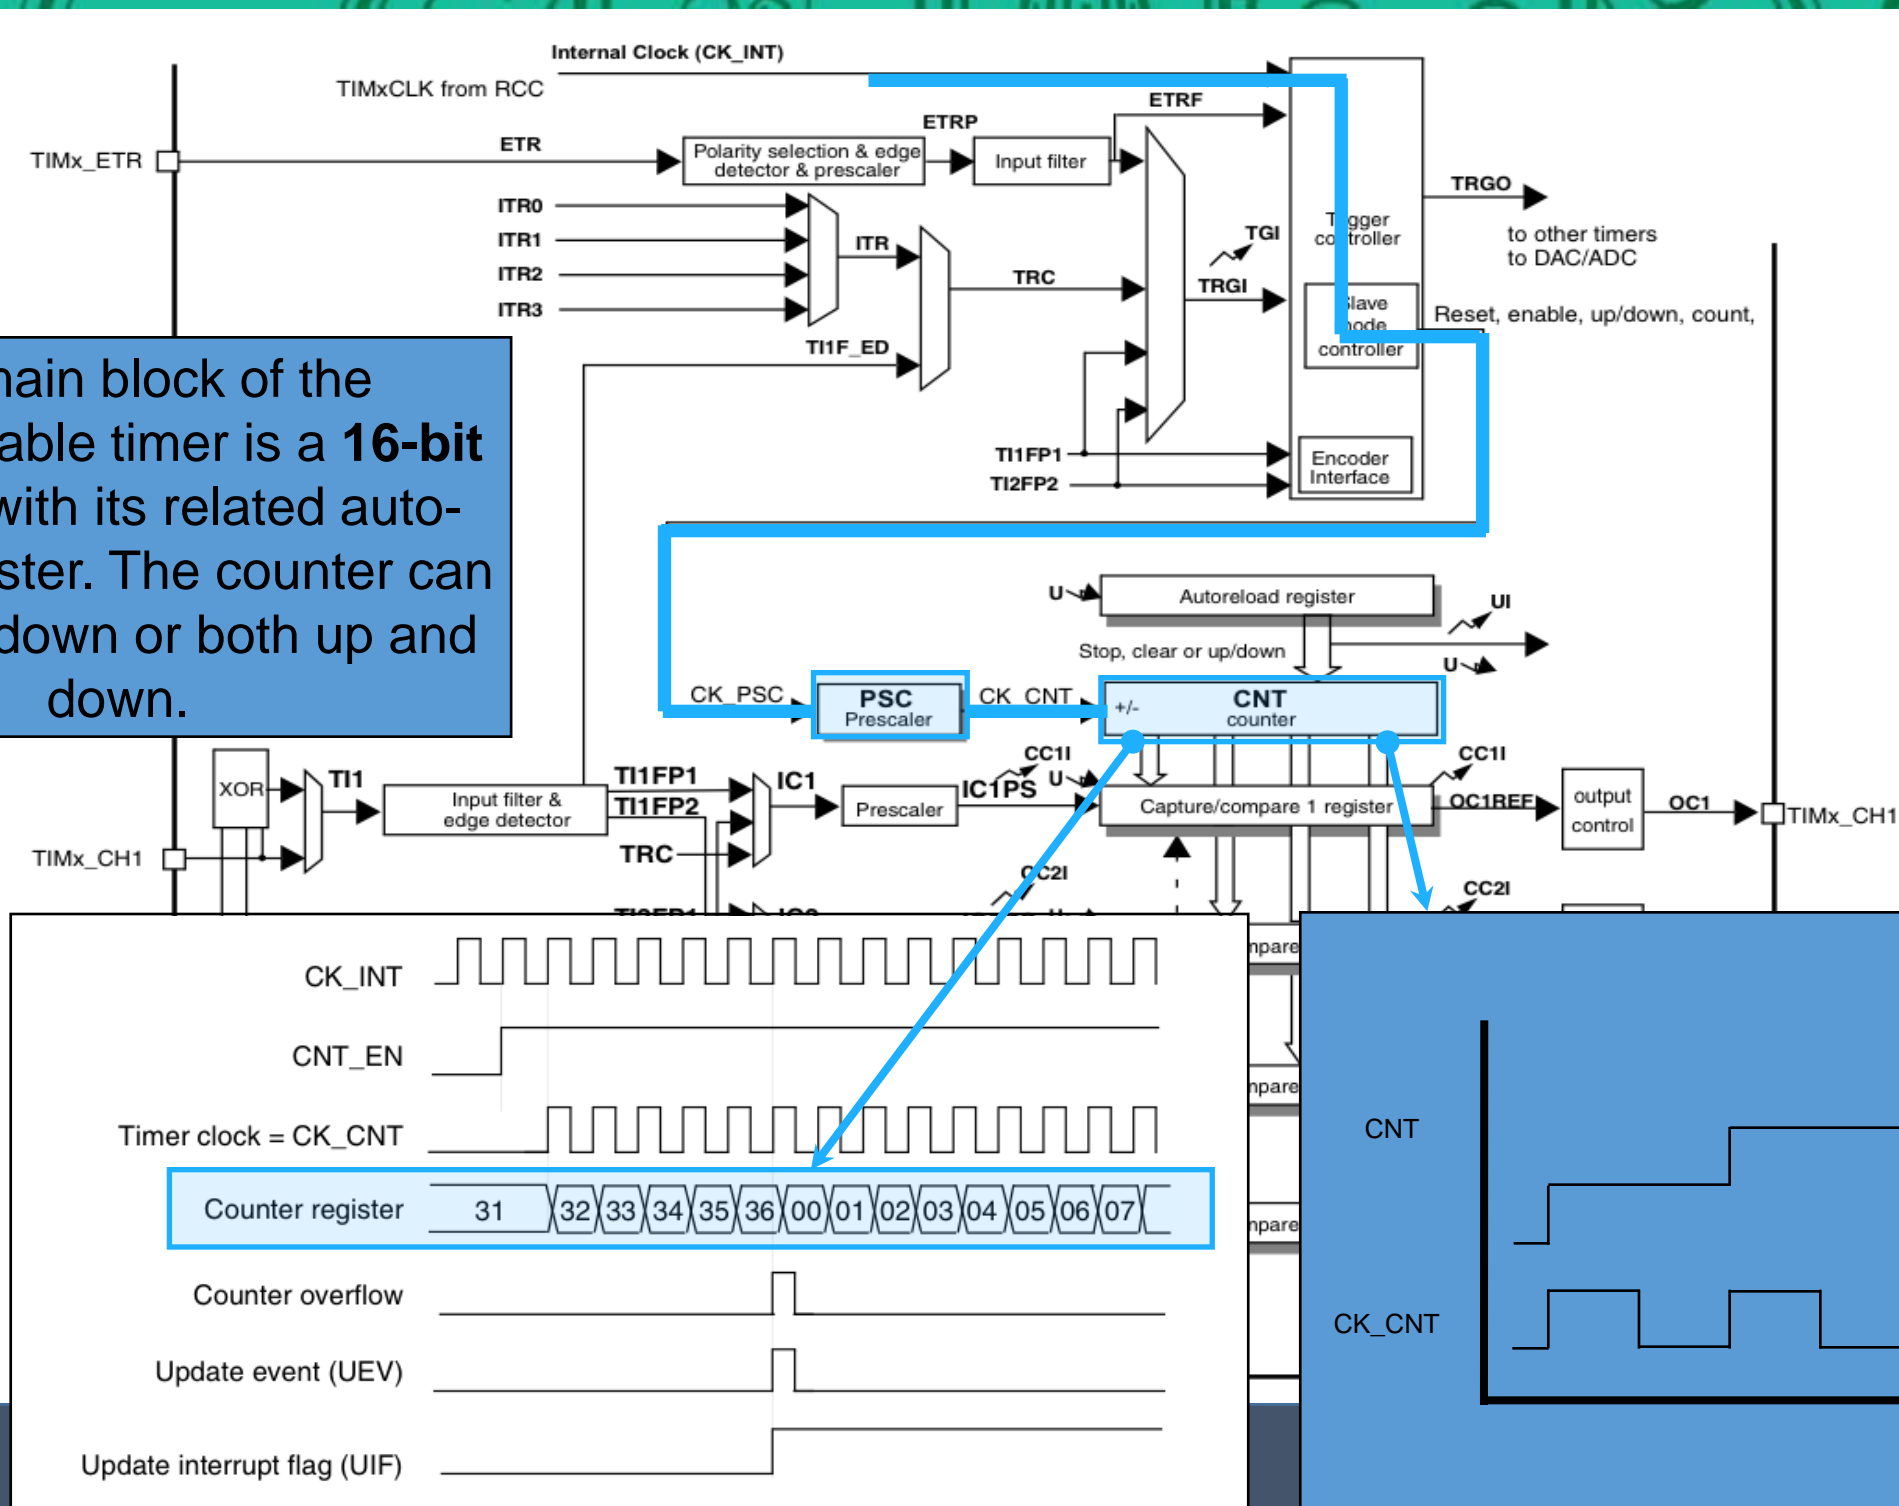 Internal Clock (CK_INT)
TIMxCLK from RCC
ETRF
ETRP
ETR
TIMx_ETR
Polarity selection & edge
detector & prescaler
Input filter
TRGO
ITR0
ITR1
ITR2
ITR3
ITR
TRC
TGI
TRGI
controller
to other timers
to DAC/ADC
controller
Reset, enable, up/down, count,
TI1F_ED
TI1FP1
TI2FP2
Encoder
Interface
block of the
timer is a 16-bit
with its related auto-
The counter can
down or both up and
down.
U
Autoreload register
UI
Stop, clear or up/down
U
CK_PSC
PSC
Prescaler
CK_CNT
+/-
CNT
counter
XOR
TI1
Input filter &
edge detector
TI1FP1
TI1FP2
TRC
IC1
Prescaler
IC1PS
CC1I
U
Capture/compare 1 register
CC1I
OC1REF
output
control
OC1
TIMx_CH1
TIMx_CH1
CC2I
CC2I
CK_INT
CNT_EN
Timer clock = CK_CNT
Counter register 31 32 33 34 35 36 00 01 02 03 04 05 06 07
Counter overflow
Update event (UEV)
Update interrupt flag (UIF)
CNT
CK_CNT